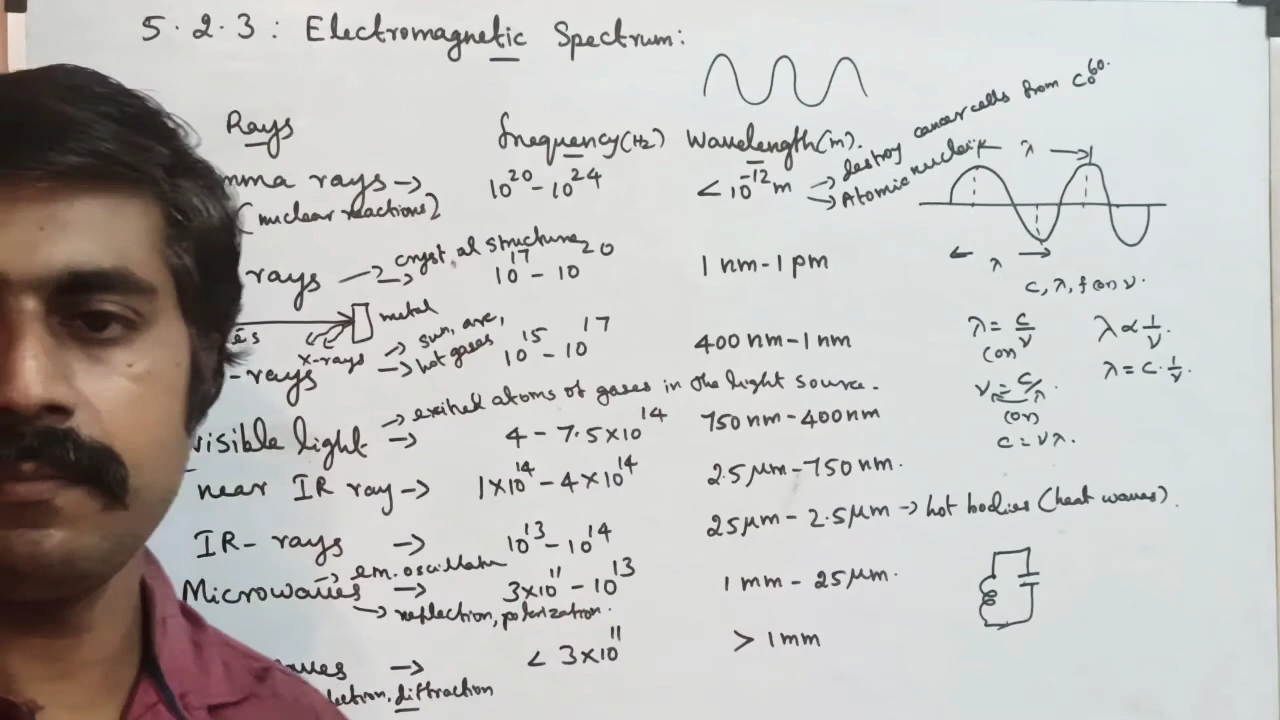 5.2.3: Electromagnetic Spectrum:
Rays frequency(Hz) Wavelength(m).
mma rays → 10^20 - 10^24 < 10^-12 m → destroy cancer cells from Co^60.
(nuclear reactions) → Atomic nuclei
λ
rays → crystal structure
→ 10^17 - 10^20 1 nm - 1 pm
λ
metal
c, λ, f or ν.
es
x-rays → sun, arc,
-rays → hot gases 10^15 - 10^17 400 nm - 1 nm
λ = c/ν λ ∝ 1/ν.
(or)
ν = c/λ. λ = c · 1/ν.
(or)
c = νλ.
→ excited atoms of gases in the light source.
visible light → 4 - 7.5×10^14 750 nm - 400 nm
near IR ray → 1×10^14 - 4×10^14 2.5 μm - 750 nm.
IR- rays → 10^13 - 10^14 25 μm - 2.5 μm → hot bodies (heat waves).
→ em. oscillator
Microwaves → 3×10^11 - 10^13 1 mm - 25 μm.
→ reflection, polarization.
aves → < 3×10^11 > 1 mm
lection, diffraction